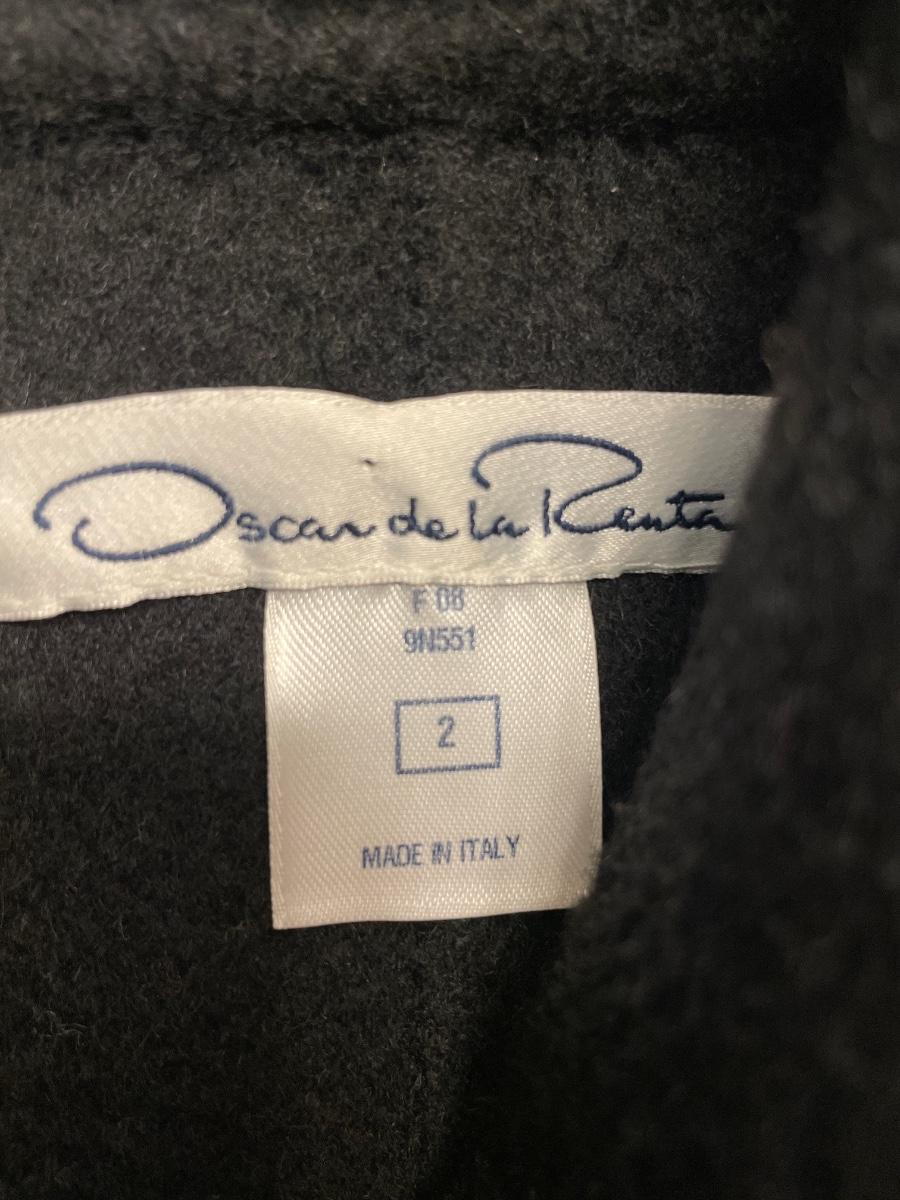 Oscar de la Renta
F 08
9N551
2
MADE IN ITALY